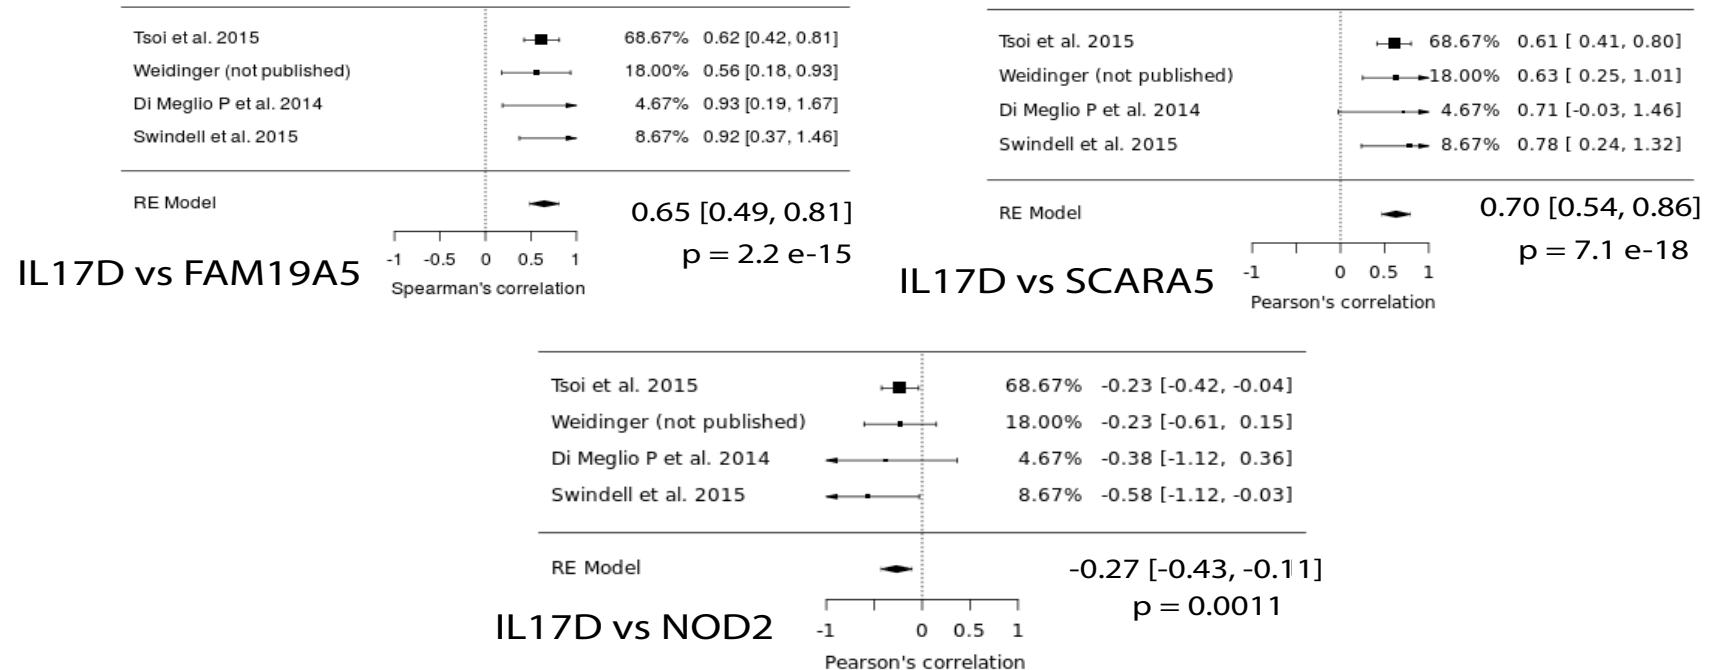 Tsoi et al. 2015 68.67% 0.62 [0.42, 0.81]
Weidinger (not published) 18.00% 0.56 [0.18, 0.93]
Di Meglio P et al. 2014 4.67% 0.93 [0.19, 1.67]
Swindell et al. 2015 8.67% 0.92 [0.37, 1.46]
RE Model 0.65 [0.49, 0.81]
p = 2.2 e-15
-1 -0.5 0 0.5 1
IL17D vs FAM19A5
Spearman's correlation
Tsoi et al. 2015 68.67% 0.61 [ 0.41, 0.80]
Weidinger (not published) 18.00% 0.63 [ 0.25, 1.01]
Di Meglio P et al. 2014 4.67% 0.71 [-0.03, 1.46]
Swindell et al. 2015 8.67% 0.78 [ 0.24, 1.32]
RE Model 0.70 [0.54, 0.86]
p = 7.1 e-18
-1 0 0.5 1
IL17D vs SCARA5
Pearson's correlation
Tsoi et al. 2015 68.67% -0.23 [-0.42, -0.04]
Weidinger (not published) 18.00% -0.23 [-0.61, 0.15]
Di Meglio P et al. 2014 4.67% -0.38 [-1.12, 0.36]
Swindell et al. 2015 8.67% -0.58 [-1.12, -0.03]
RE Model -0.27 [-0.43, -0.11]
p = 0.0011
IL17D vs NOD2
-1 0 0.5 1
Pearson's correlation